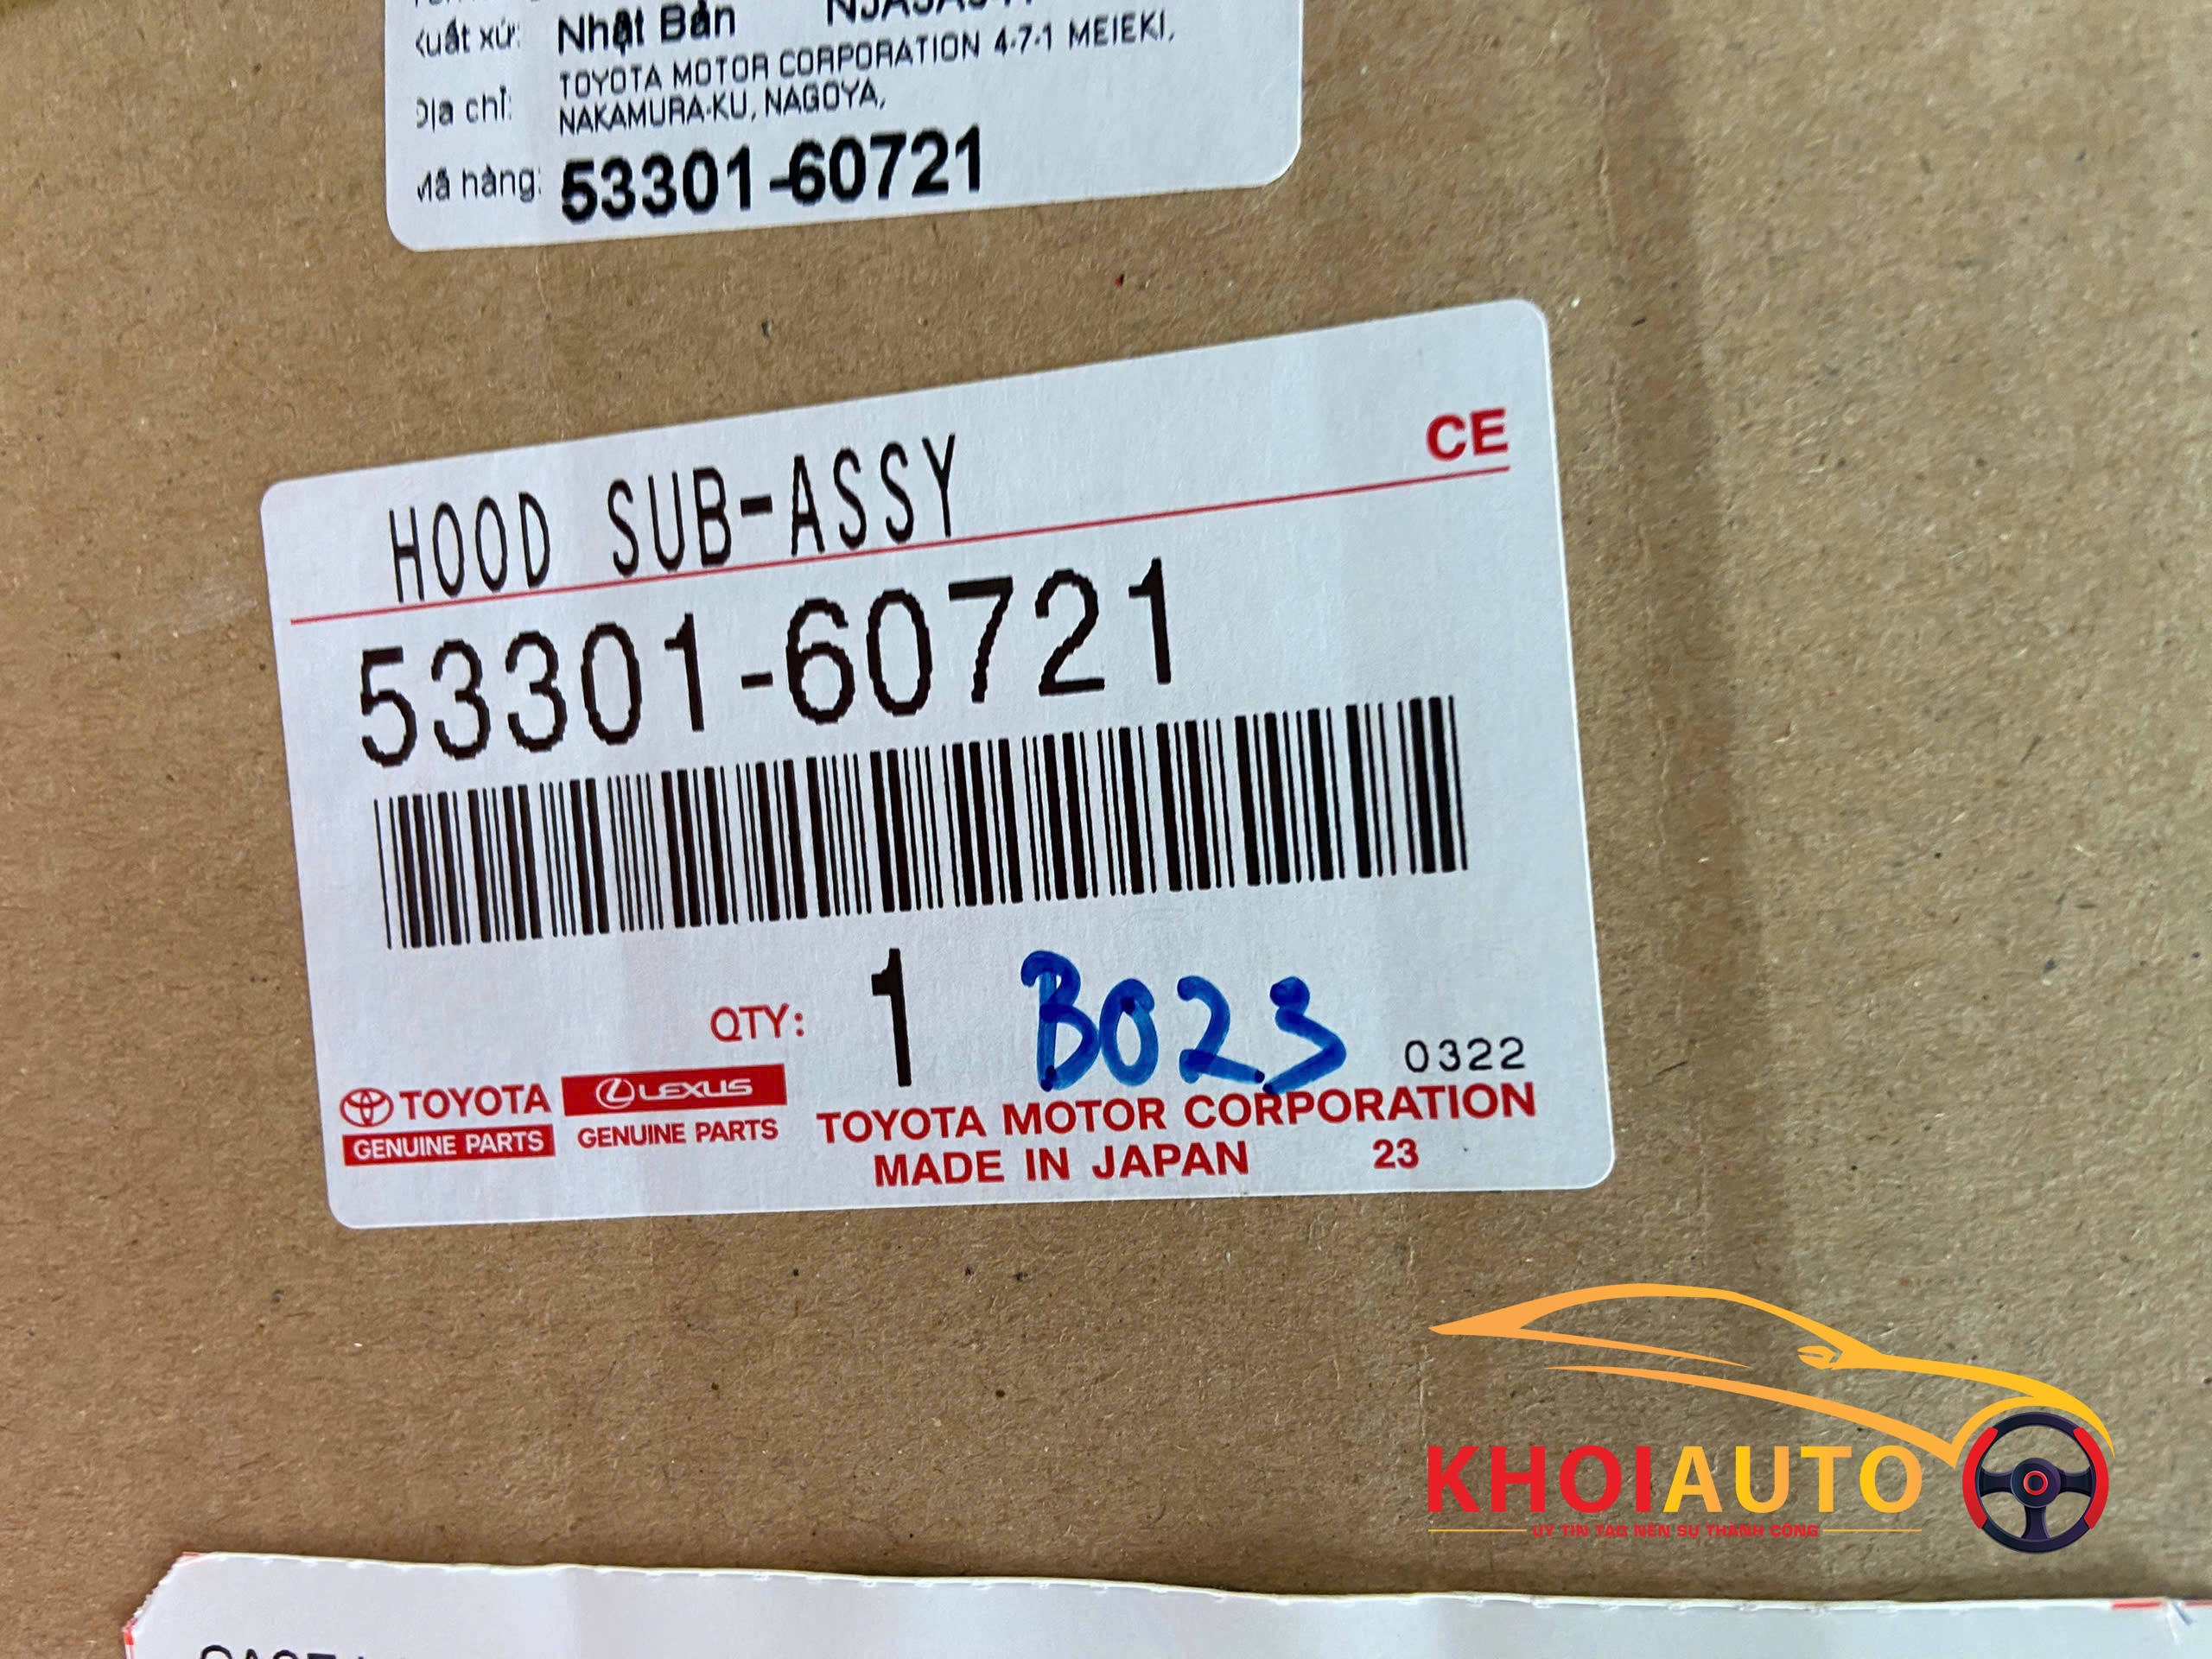 Xuất xứ: Nhật Bản
TOYOTA MOTOR CORPORATION 4-7-1 MEIEKI,
Địa chỉ: NAKAMURA-KU, NAGOYA,
Mã hàng: 53301-60721
CE
HOOD SUB-ASSY
53301-60721
QTY: 1 B023 0322
TOYOTA LEXUS TOYOTA MOTOR CORPORATION
GENUINE PARTS GENUINE PARTS MADE IN JAPAN 23
KHOIAUTO
UY TÍN TẠO NÊN SỰ THÀNH CÔNG